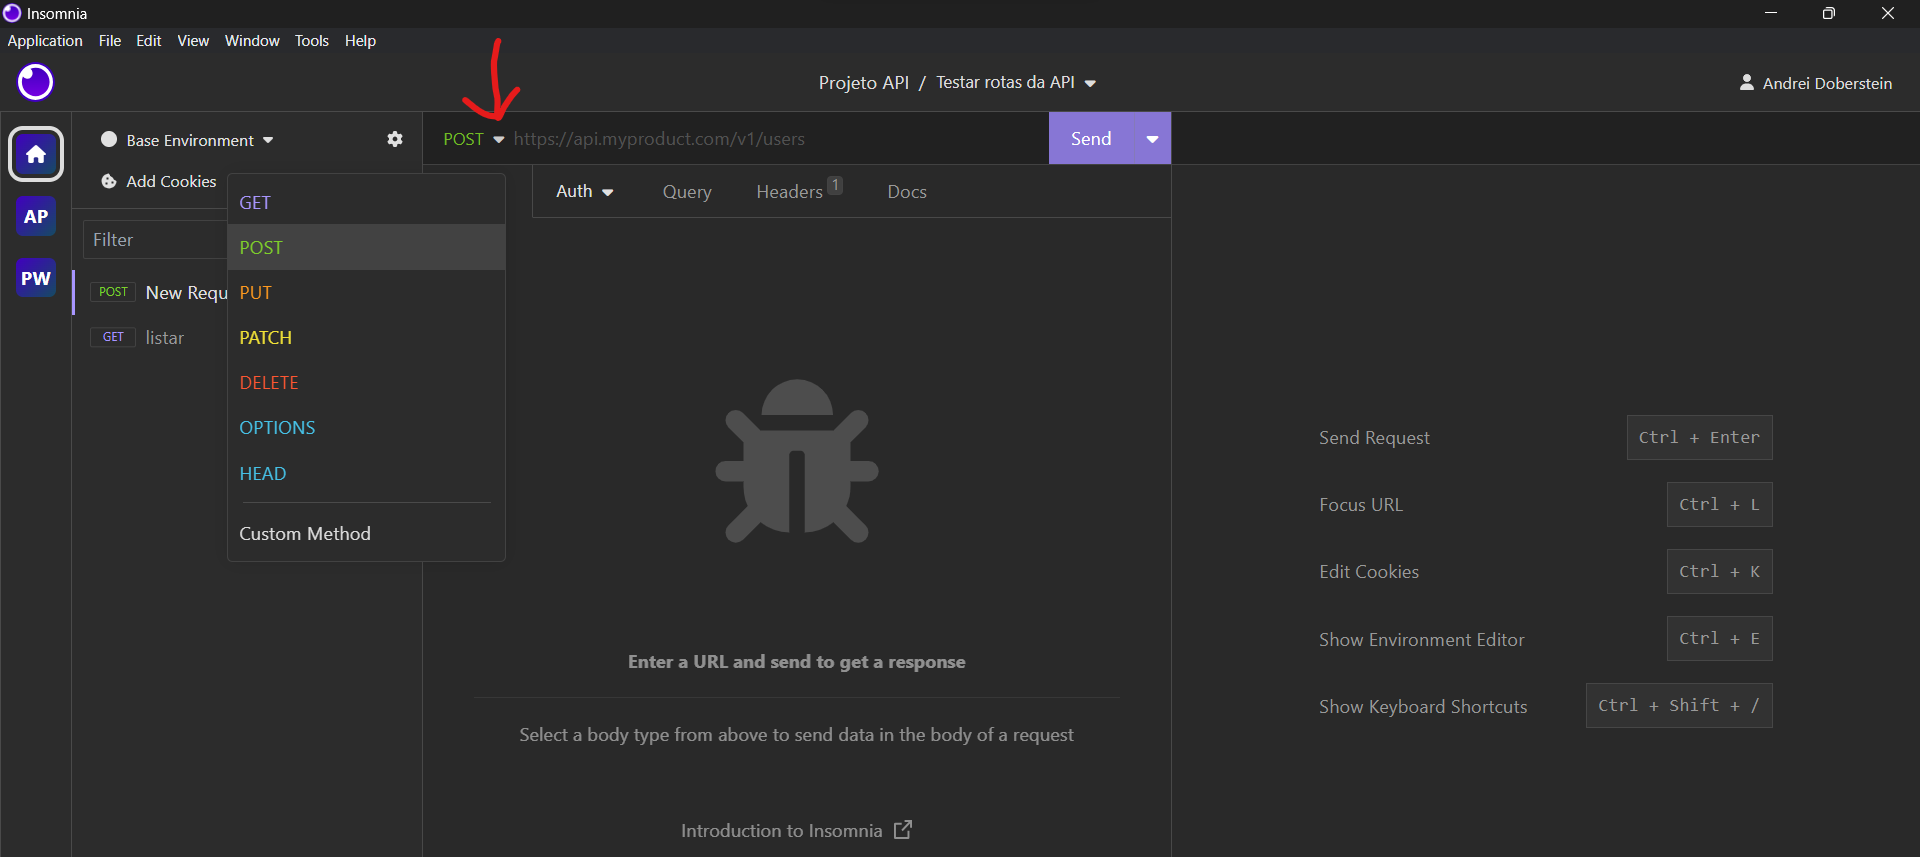 Insomnia
Application File Edit View Window Tools Help
Projeto API / Testar rotas da API
Andrei Doberstein
AP
PW
Base Environment
Add Cookies
Filter
POST New Requ
GET listar
POST https://api.myproduct.com/v1/users
Send
GET
POST
PUT
PATCH
DELETE
OPTIONS
HEAD
Custom Method
Auth Query Headers 1 Docs
Enter a URL and send to get a response
Select a body type from above to send data in the body of a request
Introduction to Insomnia
Send Request Ctrl + Enter
Focus URL Ctrl + L
Edit Cookies Ctrl + K
Show Environment Editor Ctrl + E
Show Keyboard Shortcuts Ctrl + Shift + /